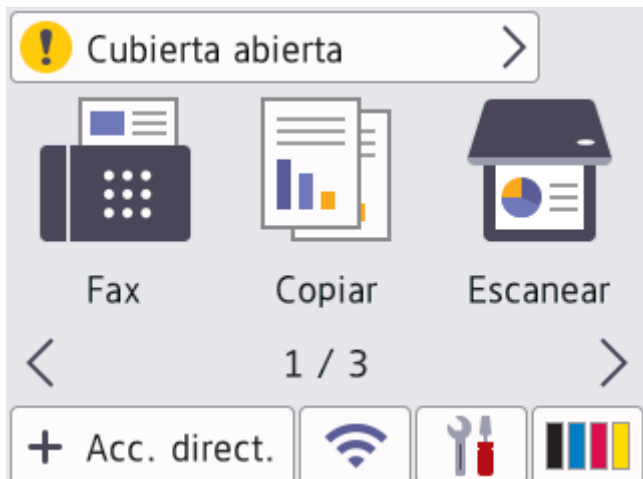 Cubierta abierta
Fax Copiar Escanear
1 / 3
+ Acc. direct.